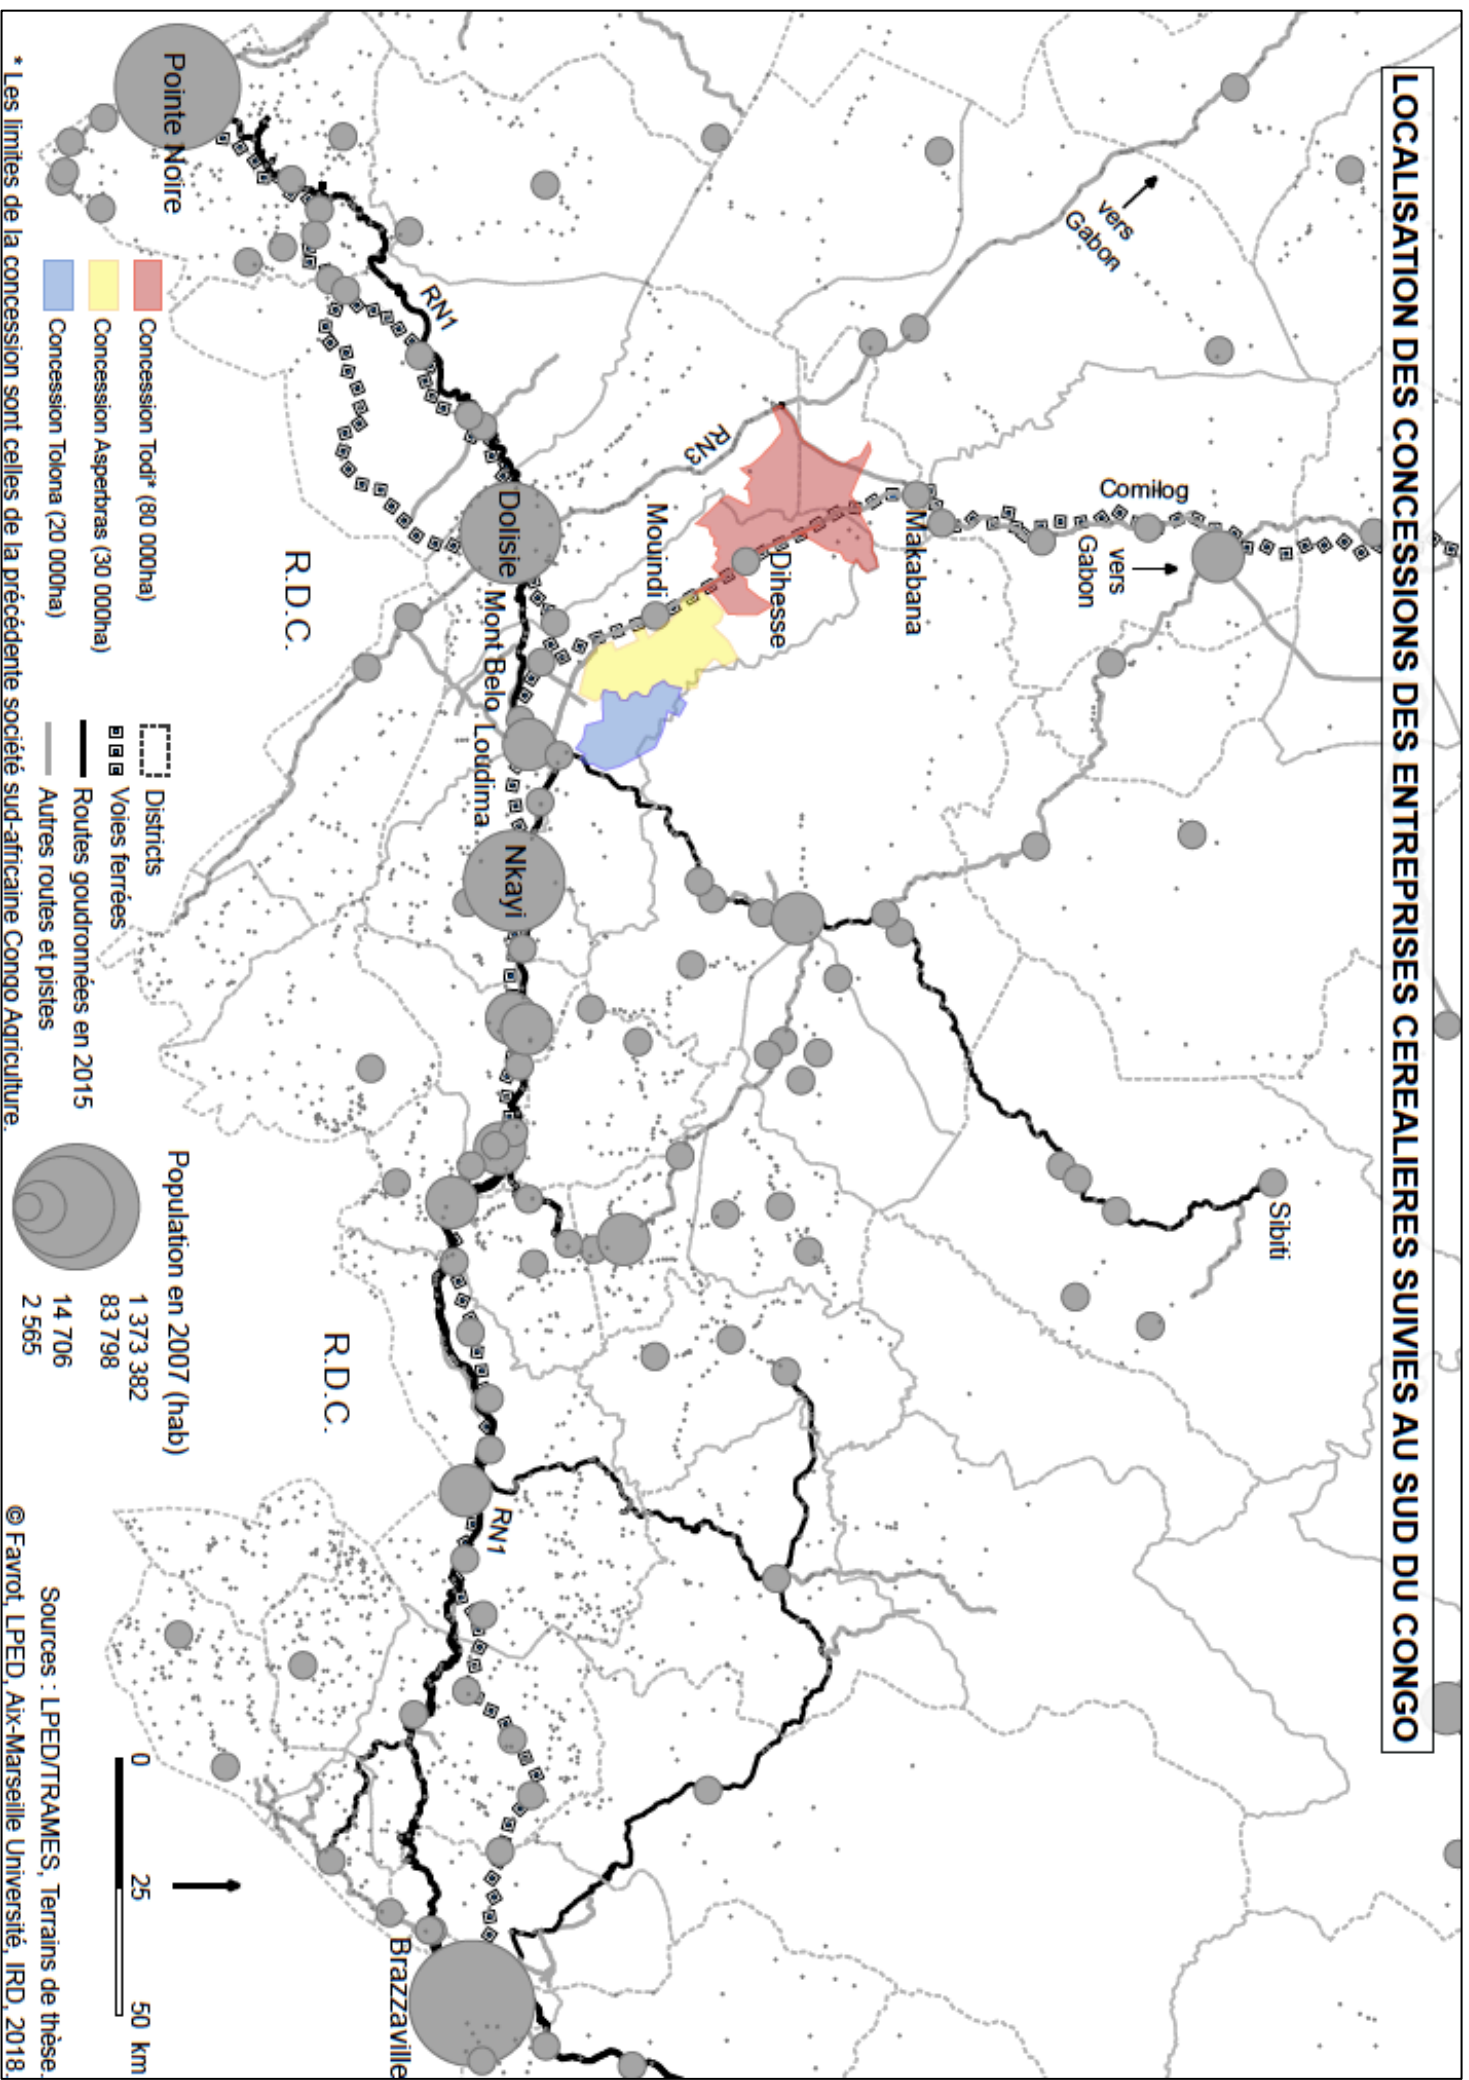 LOCALISATION DES CONCESSIONS DES ENTREPRISES CEREALIERES SUIVIES AU SUD DU CONGO
vers
Gabon
Comilog
vers
Gabon
Sibiti
Makabana
RN3
Dihesse
Moundi
RN1
Dolisie
Mont Belo
Loudima
Nkayi
RN1
Pointe Noire
Brazzaville
R.D.C.
R.D.C.
Concession Todi* (80 000ha)
Concession Asperbras (30 000ha)
Concession Tolona (20 000ha)
Districts
Voies ferrées
Routes goudronnées en 2015
Autres routes et pistes
Population en 2007 (hab)
1 373 382
83 798
14 706
2 565
0 25 50 km
Sources : LPED/TRAMES, Terrains de thèse.
* Les limites de la concession sont celles de la précédente société sud-africaine Congo Agriculture.
© Favrot, LPED, Aix-Marseille Université, IRD, 2018.